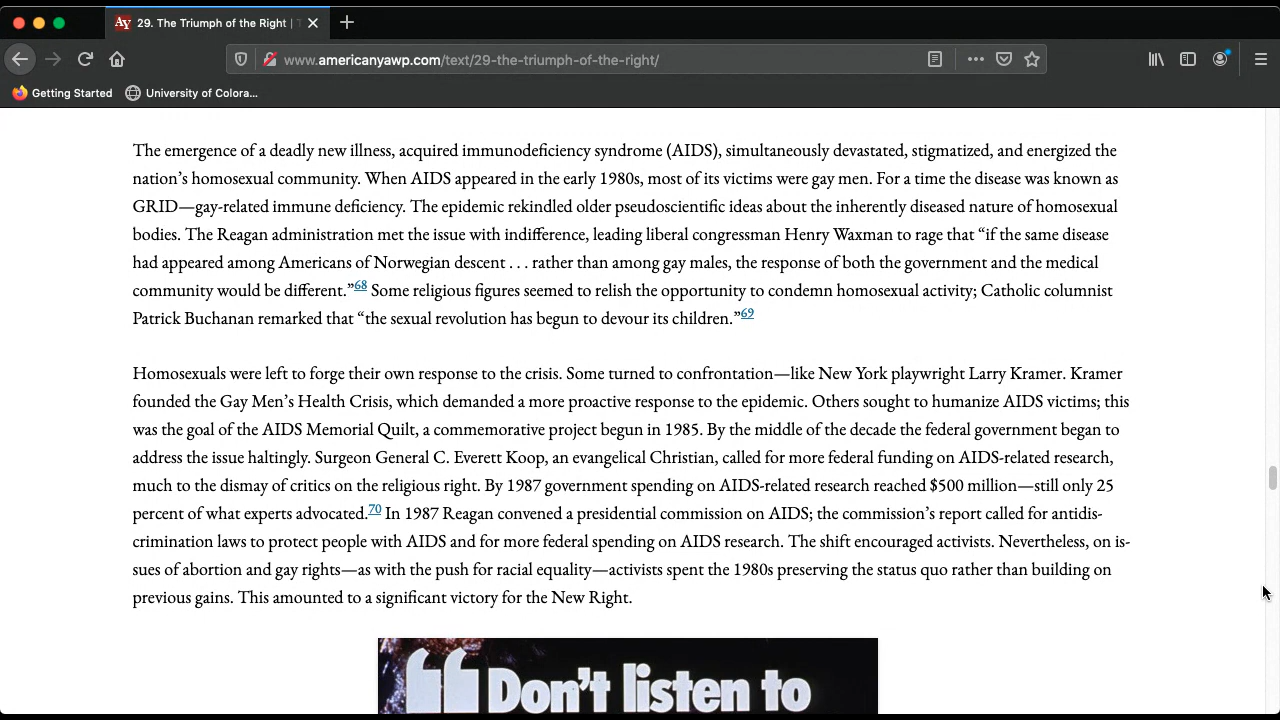 29. The Triumph of the Right |
www.americanyawp.com/text/29-the-triumph-of-the-right/
Getting Started
University of Colora...
The emergence of a deadly new illness, acquired immunodeficiency syndrome (AIDS), simultaneously devastated, stigmatized, and energized the
nation’s homosexual community. When AIDS appeared in the early 1980s, most of its victims were gay men. For a time the disease was known as
GRID—gay-related immune deficiency. The epidemic rekindled older pseudoscientific ideas about the inherently diseased nature of homosexual
bodies. The Reagan administration met the issue with indifference, leading liberal congressman Henry Waxman to rage that “if the same disease
had appeared among Americans of Norwegian descent . . . rather than among gay males, the response of both the government and the medical
community would be different.”68 Some religious figures seemed to relish the opportunity to condemn homosexual activity; Catholic columnist
Patrick Buchanan remarked that “the sexual revolution has begun to devour its children.”69
Homosexuals were left to forge their own response to the crisis. Some turned to confrontation—like New York playwright Larry Kramer. Kramer
founded the Gay Men’s Health Crisis, which demanded a more proactive response to the epidemic. Others sought to humanize AIDS victims; this
was the goal of the AIDS Memorial Quilt, a commemorative project begun in 1985. By the middle of the decade the federal government began to
address the issue haltingly. Surgeon General C. Everett Koop, an evangelical Christian, called for more federal funding on AIDS-related research,
much to the dismay of critics on the religious right. By 1987 government spending on AIDS-related research reached $500 million—still only 25
percent of what experts advocated.70 In 1987 Reagan convened a presidential commission on AIDS; the commission’s report called for antidis-
crimination laws to protect people with AIDS and for more federal spending on AIDS research. The shift encouraged activists. Nevertheless, on is-
sues of abortion and gay rights—as with the push for racial equality—activists spent the 1980s preserving the status quo rather than building on
previous gains. This amounted to a significant victory for the New Right.
“Don’t listen to